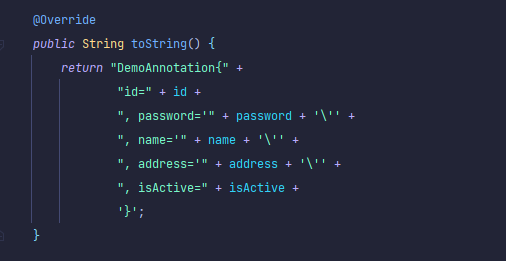 @Override
public String toString() {
return "DemoAnnotation{" +
"id=" + id +
", password='" + password + '\'' +
", name='" + name + '\'' +
", address='" + address + '\'' +
", isActive=" + isActive +
'}';
}